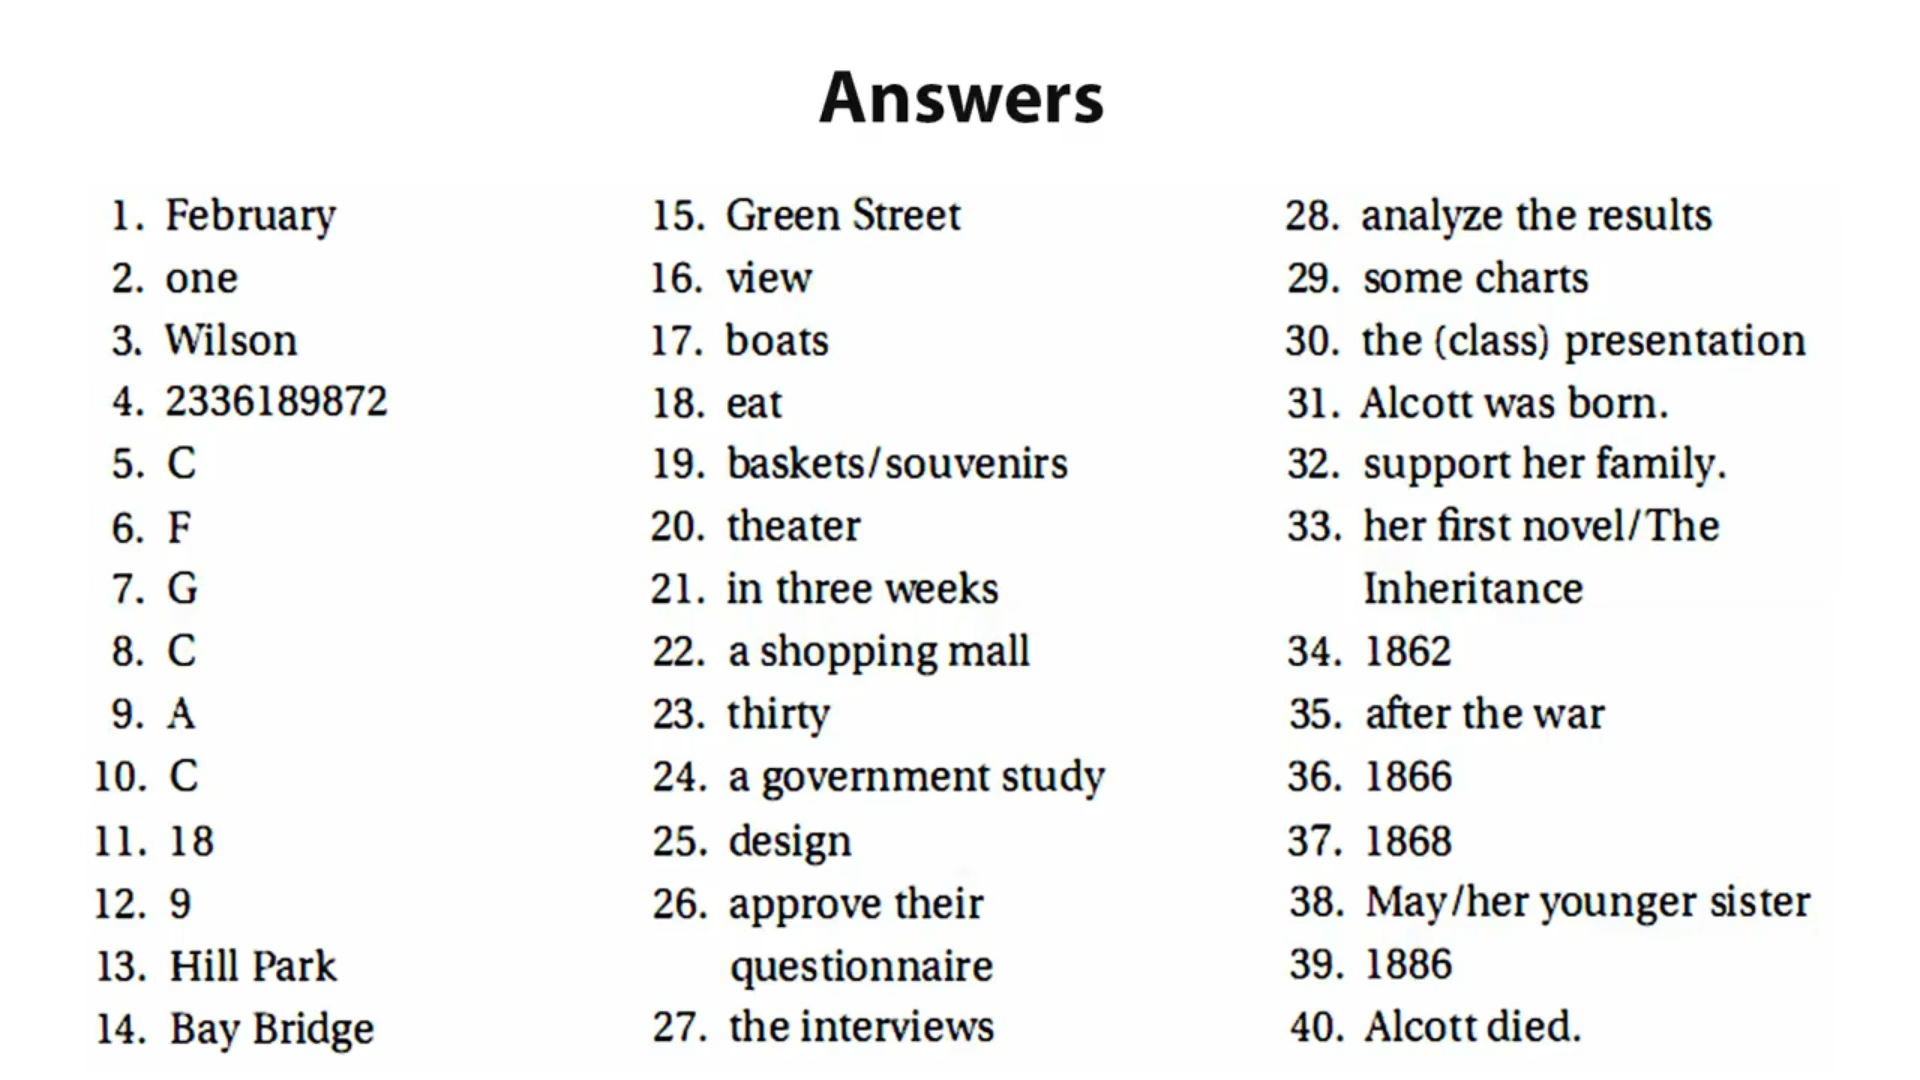 Answers
1. February
2. one
3. Wilson
4. 2336189872
5. C
6. F
7. G
8. C
9. A
10. C
11. 18
12. 9
13. Hill Park
14. Bay Bridge
15. Green Street
16. view
17. boats
18. eat
19. baskets/souvenirs
20. theater
21. in three weeks
22. a shopping mall
23. thirty
24. a government study
25. design
26. approve their
questionnaire
27. the interviews
28. analyze the results
29. some charts
30. the (class) presentation
31. Alcott was born.
32. support her family.
33. her first novel/The
Inheritance
34. 1862
35. after the war
36. 1866
37. 1868
38. May/her younger sister
39. 1886
40. Alcott died.